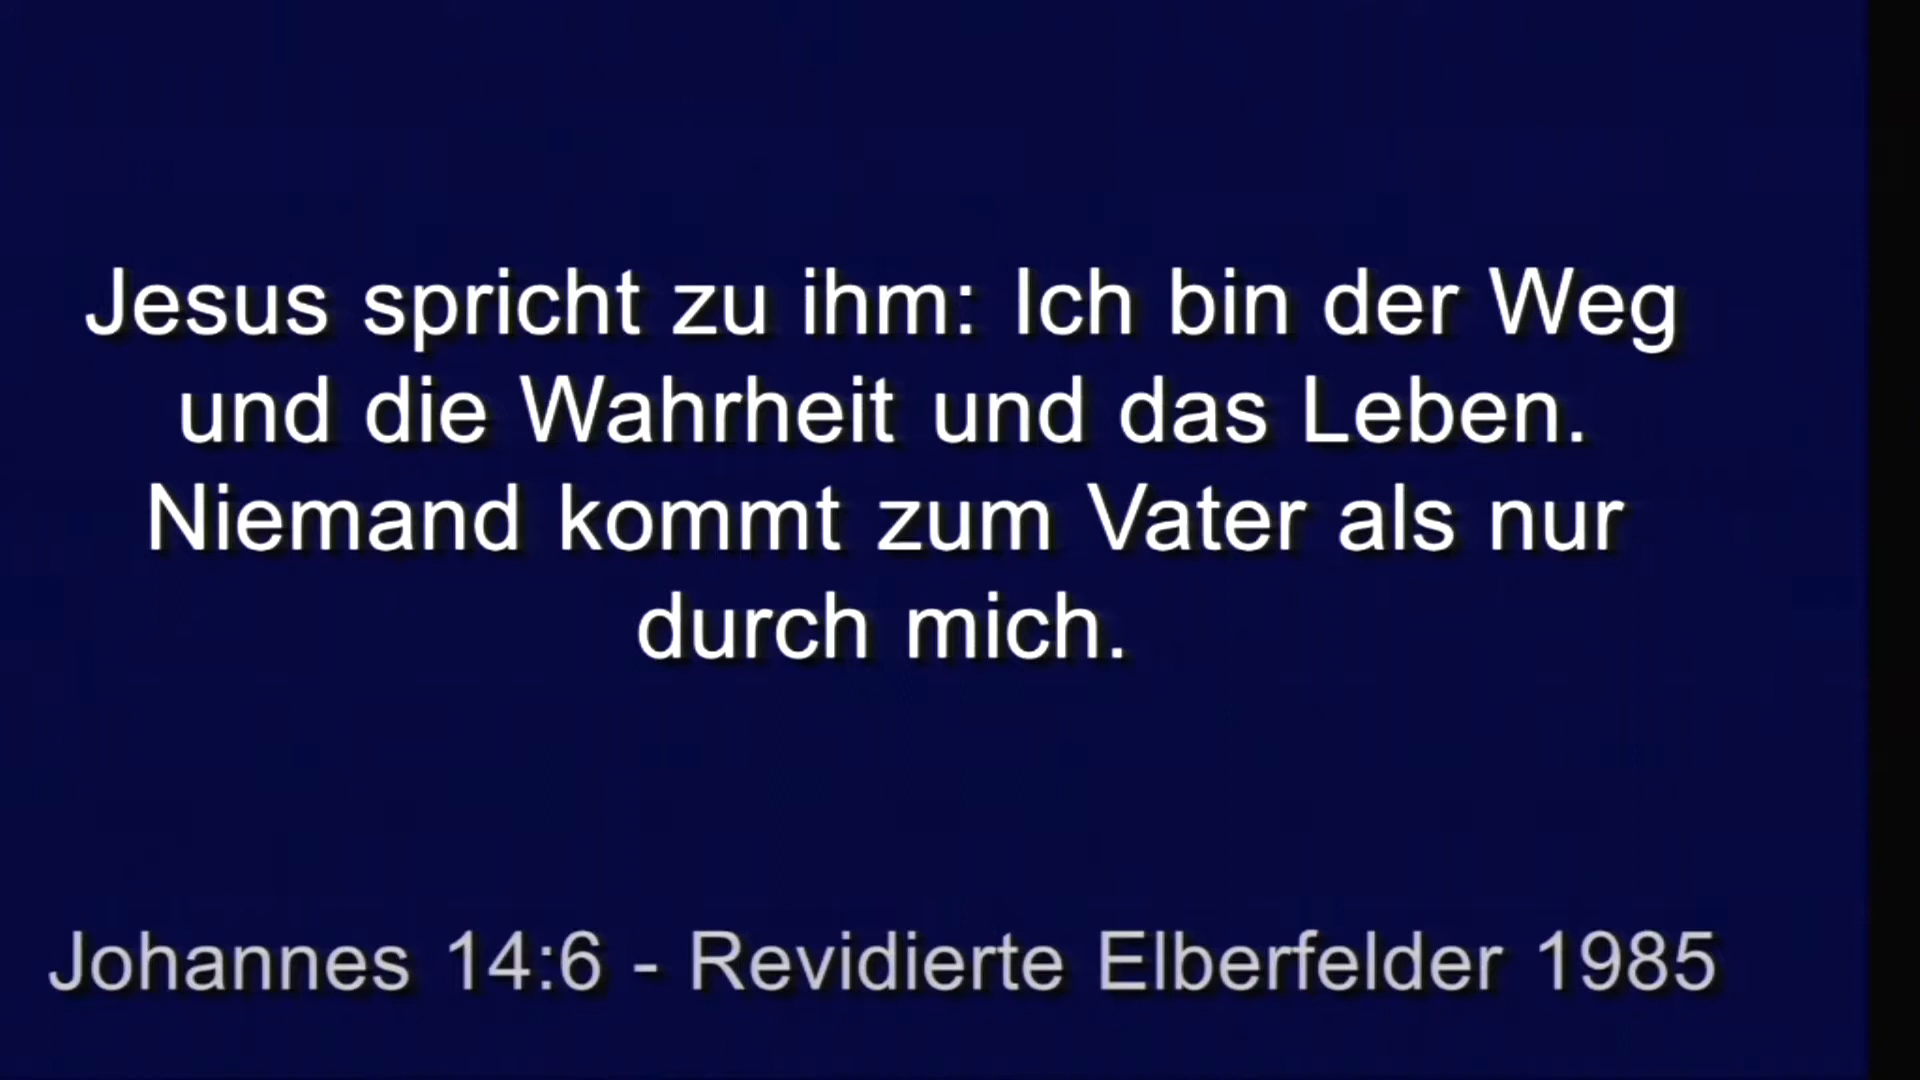 Jesus spricht zu ihm: Ich bin der Weg
und die Wahrheit und das Leben.
Niemand kommt zum Vater als nur
durch mich.
Johannes 14:6 - Revidierte Elberfelder 1985